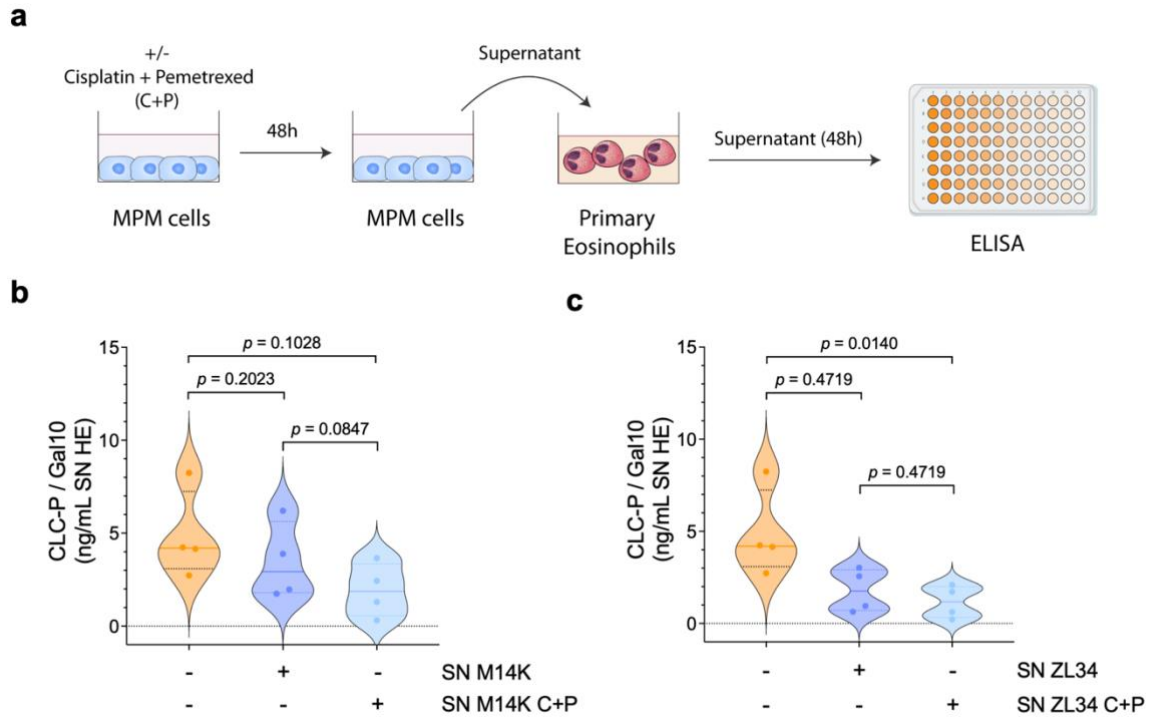 a
+/-
Cisplatin + Pemetrexed
(C+P)
48h
Supernatant
Supernatant (48h)
MPM cells
MPM cells
Primary
Eosinophils
ELISA
b
CLC-P / Gal10
(ng/mL SN HE)
15
10
5
0
p = 0.1028
p = 0.2023
p = 0.0847
- + - SN M14K
- - + SN M14K C+P
c
CLC-P / Gal10
(ng/mL SN HE)
15
10
5
0
p = 0.0140
p = 0.4719
p = 0.4719
- + - SN ZL34
- - + SN ZL34 C+P